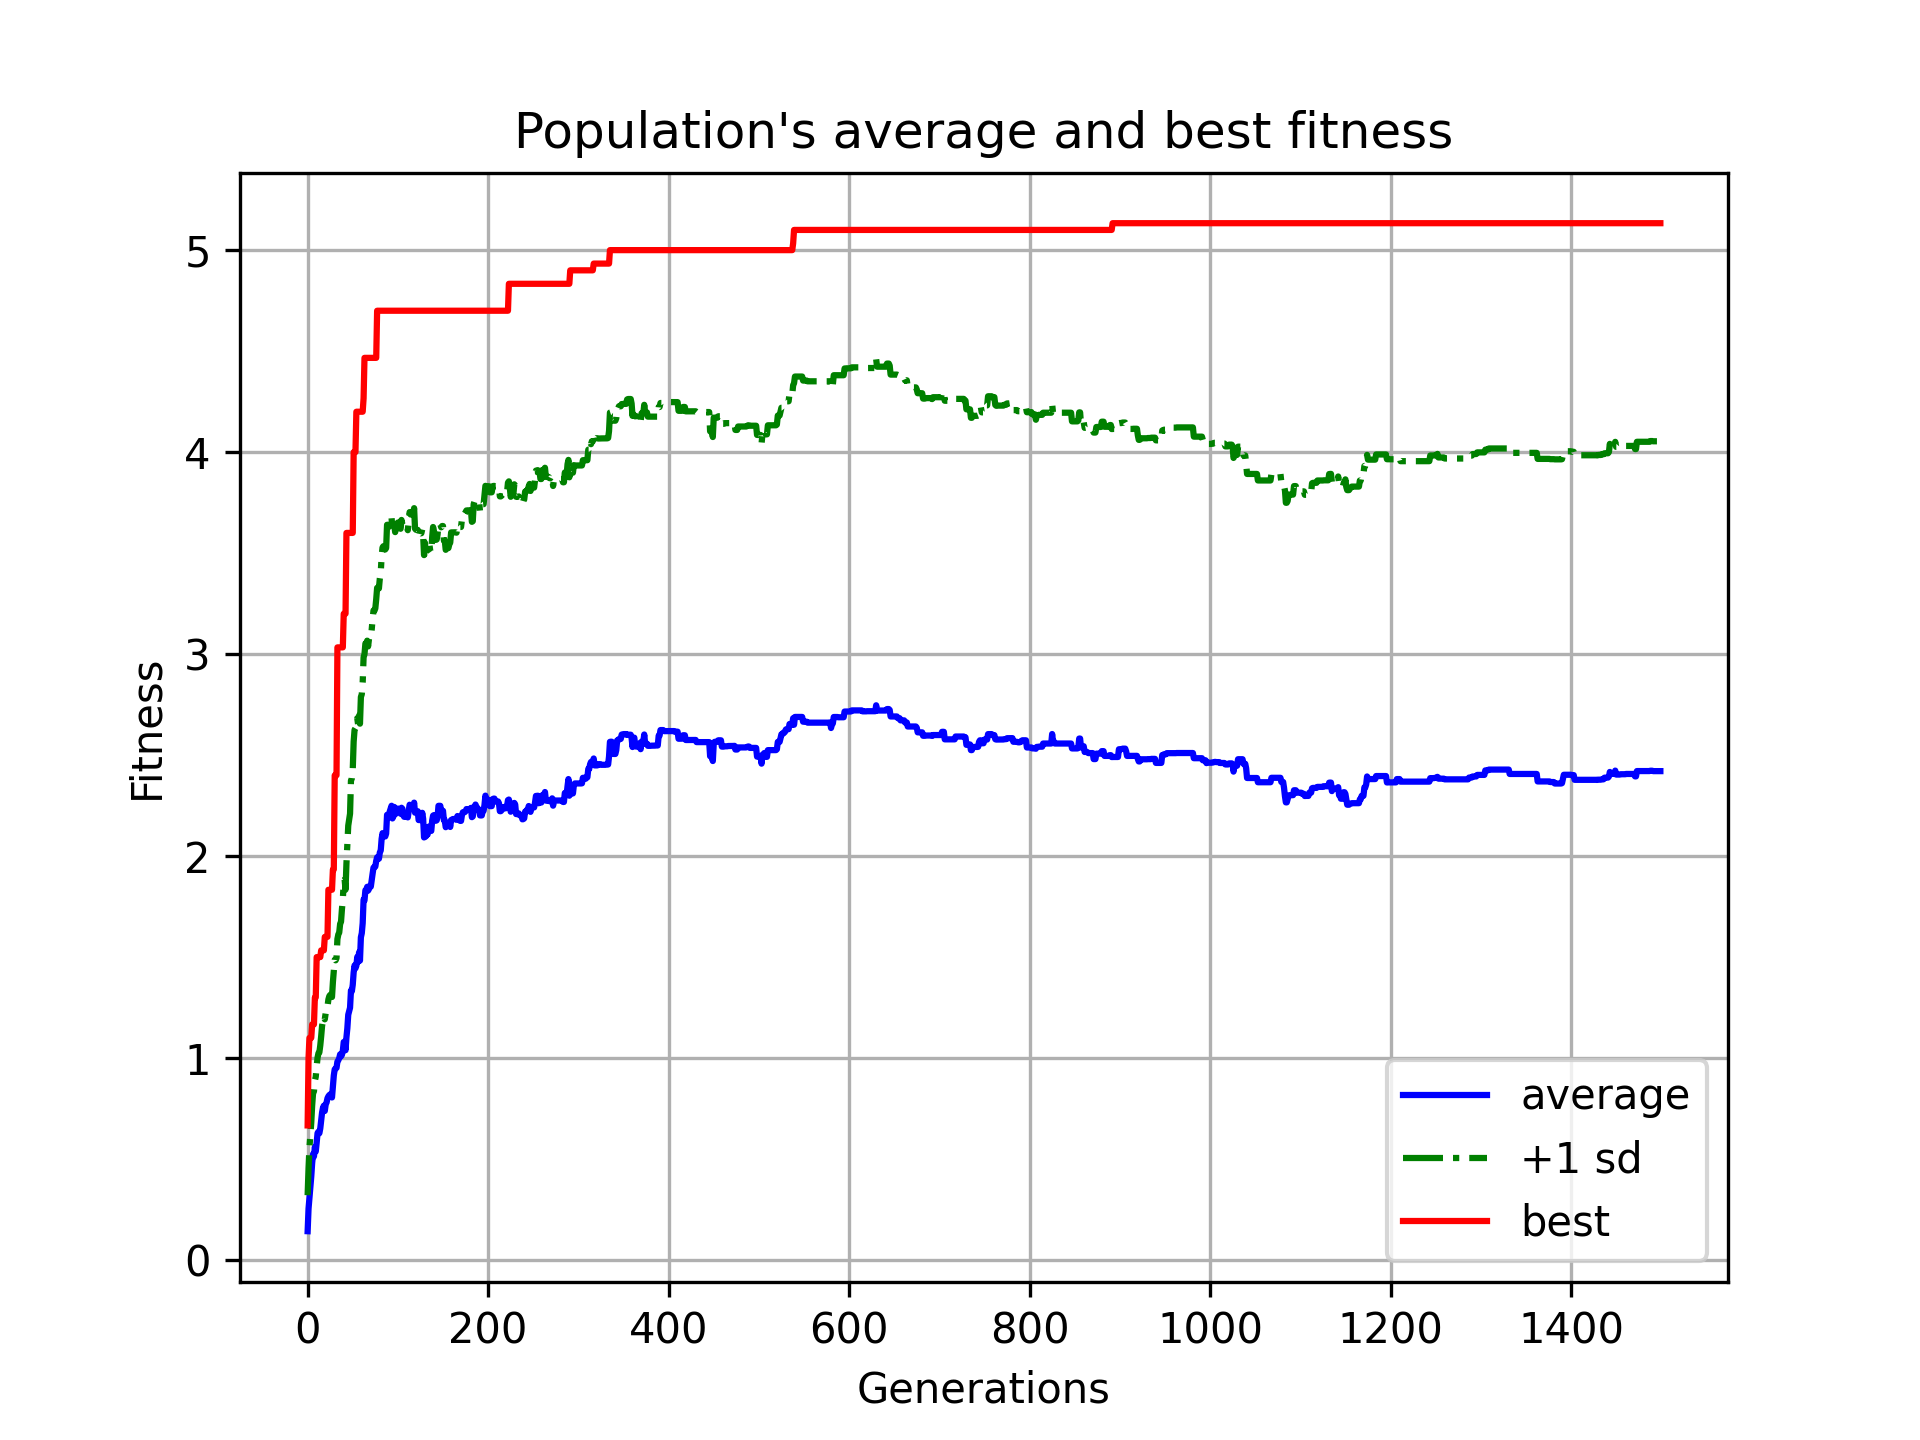 Population's average and best fitness
Fitness
5
4
3
2
1
0
0 200 400 600 800 1000 1200 1400
Generations
average
+1 sd
best